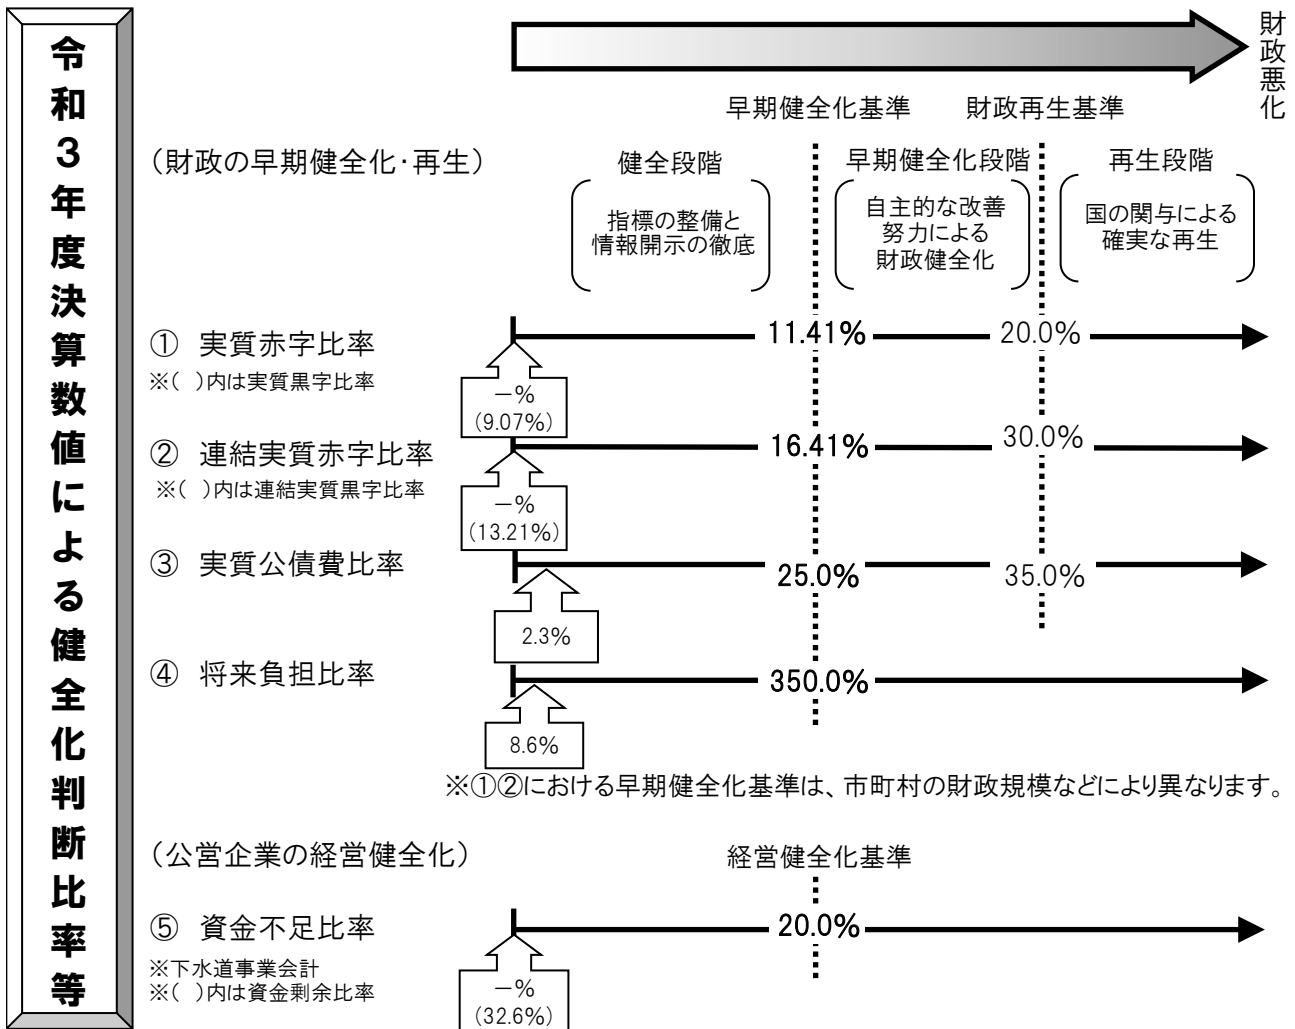 令和3年度決算数値による健全化判断比率等
財政悪化
早期健全化基準
財政再生基準
（財政の早期健全化・再生）
健全段階
早期健全化段階
再生段階
指標の整備と
情報開示の徹底
自主的な改善
努力による
財政健全化
国の関与による
確実な再生
① 実質赤字比率
11.41%
20.0%
※( )内は実質黒字比率
－%
(9.07%)
② 連結実質赤字比率
16.41%
30.0%
※( )内は連結実質黒字比率
－%
(13.21%)
③ 実質公債費比率
25.0%
35.0%
2.3%
④ 将来負担比率
350.0%
8.6%
※①②における早期健全化基準は、市町村の財政規模などにより異なります。
（公営企業の経営健全化）
経営健全化基準
⑤ 資金不足比率
20.0%
※下水道事業会計
※( )内は資金剰余比率
－%
(32.6%)